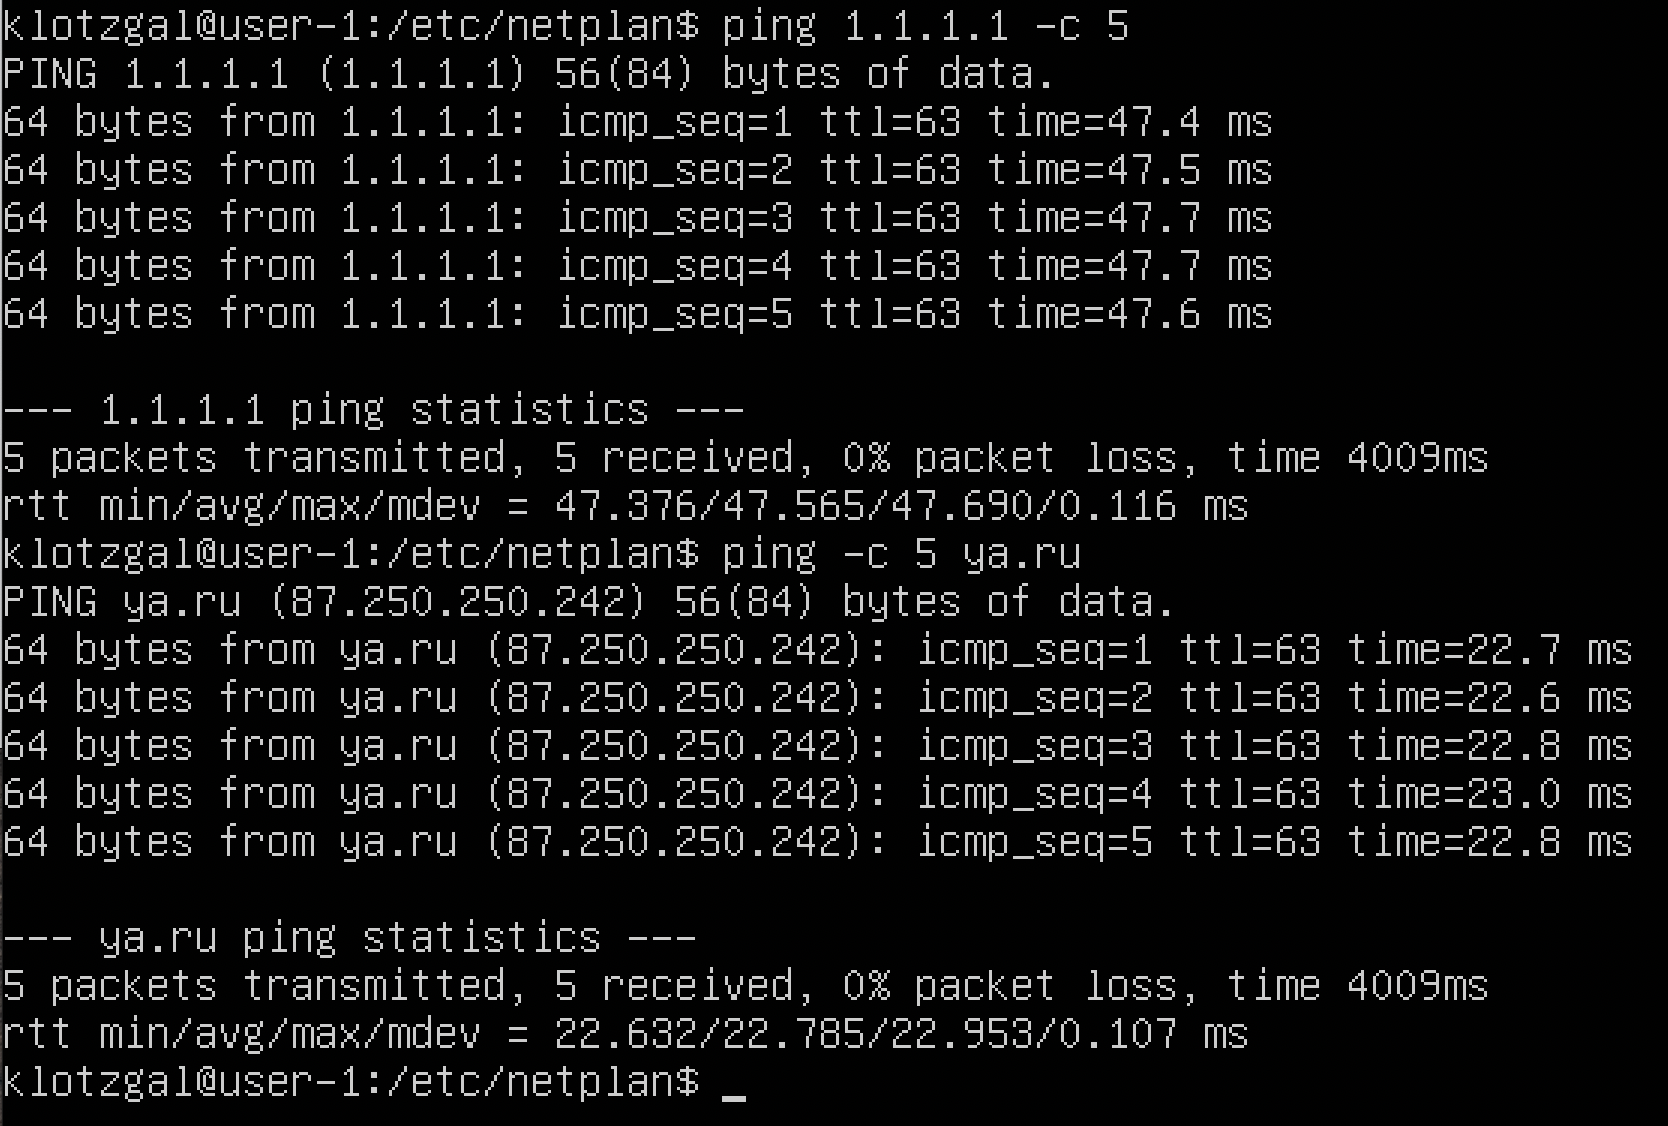 klotzgal@user-1:/etc/netplan$ ping 1.1.1.1 -c 5
PING 1.1.1.1 (1.1.1.1) 56(84) bytes of data.
64 bytes from 1.1.1.1: icmp_seq=1 ttl=63 time=47.4 ms
64 bytes from 1.1.1.1: icmp_seq=2 ttl=63 time=47.5 ms
64 bytes from 1.1.1.1: icmp_seq=3 ttl=63 time=47.7 ms
64 bytes from 1.1.1.1: icmp_seq=4 ttl=63 time=47.7 ms
64 bytes from 1.1.1.1: icmp_seq=5 ttl=63 time=47.6 ms
--- 1.1.1.1 ping statistics ---
5 packets transmitted, 5 received, 0% packet loss, time 4009ms
rtt min/avg/max/mdev = 47.376/47.565/47.690/0.116 ms
klotzgal@user-1:/etc/netplan$ ping -c 5 ya.ru
PING ya.ru (87.250.250.242) 56(84) bytes of data.
64 bytes from ya.ru (87.250.250.242): icmp_seq=1 ttl=63 time=22.7 ms
64 bytes from ya.ru (87.250.250.242): icmp_seq=2 ttl=63 time=22.6 ms
64 bytes from ya.ru (87.250.250.242): icmp_seq=3 ttl=63 time=22.8 ms
64 bytes from ya.ru (87.250.250.242): icmp_seq=4 ttl=63 time=23.0 ms
64 bytes from ya.ru (87.250.250.242): icmp_seq=5 ttl=63 time=22.8 ms
--- ya.ru ping statistics ---
5 packets transmitted, 5 received, 0% packet loss, time 4009ms
rtt min/avg/max/mdev = 22.632/22.785/22.953/0.107 ms
klotzgal@user-1:/etc/netplan$ _